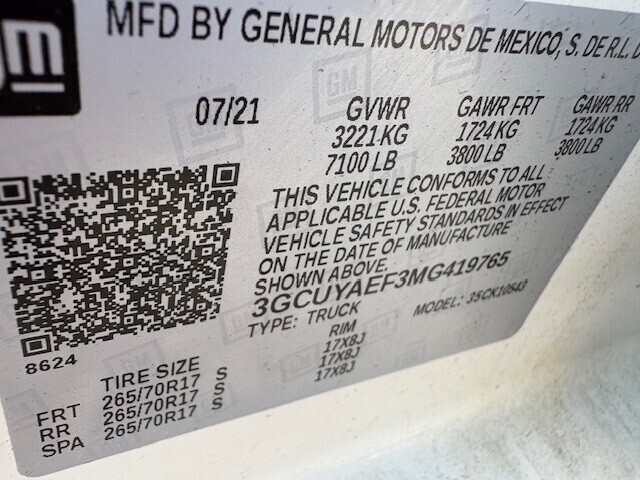 gm
MFD BY GENERAL MOTORS DE MEXICO, S. DE R.L. D
07/21 GVWR GAWR FRT GAWR RR
3221 KG 1724 KG 1724 KG
7100 LB 3800 LB 3800 LB
THIS VEHICLE CONFORMS TO ALL
APPLICABLE U.S. FEDERAL MOTOR
VEHICLE SAFETY STANDARDS IN EFFECT
ON THE DATE OF MANUFACTURE
SHOWN ABOVE.
3GCUYAEF3MG419765
TYPE: TRUCK MODEL: 35CK10543
8624
TIRE SIZE RIM
FRT 265/70R17 S 17X8J
RR 265/70R17 S 17X8J
SPA 265/70R17 S 17X8J